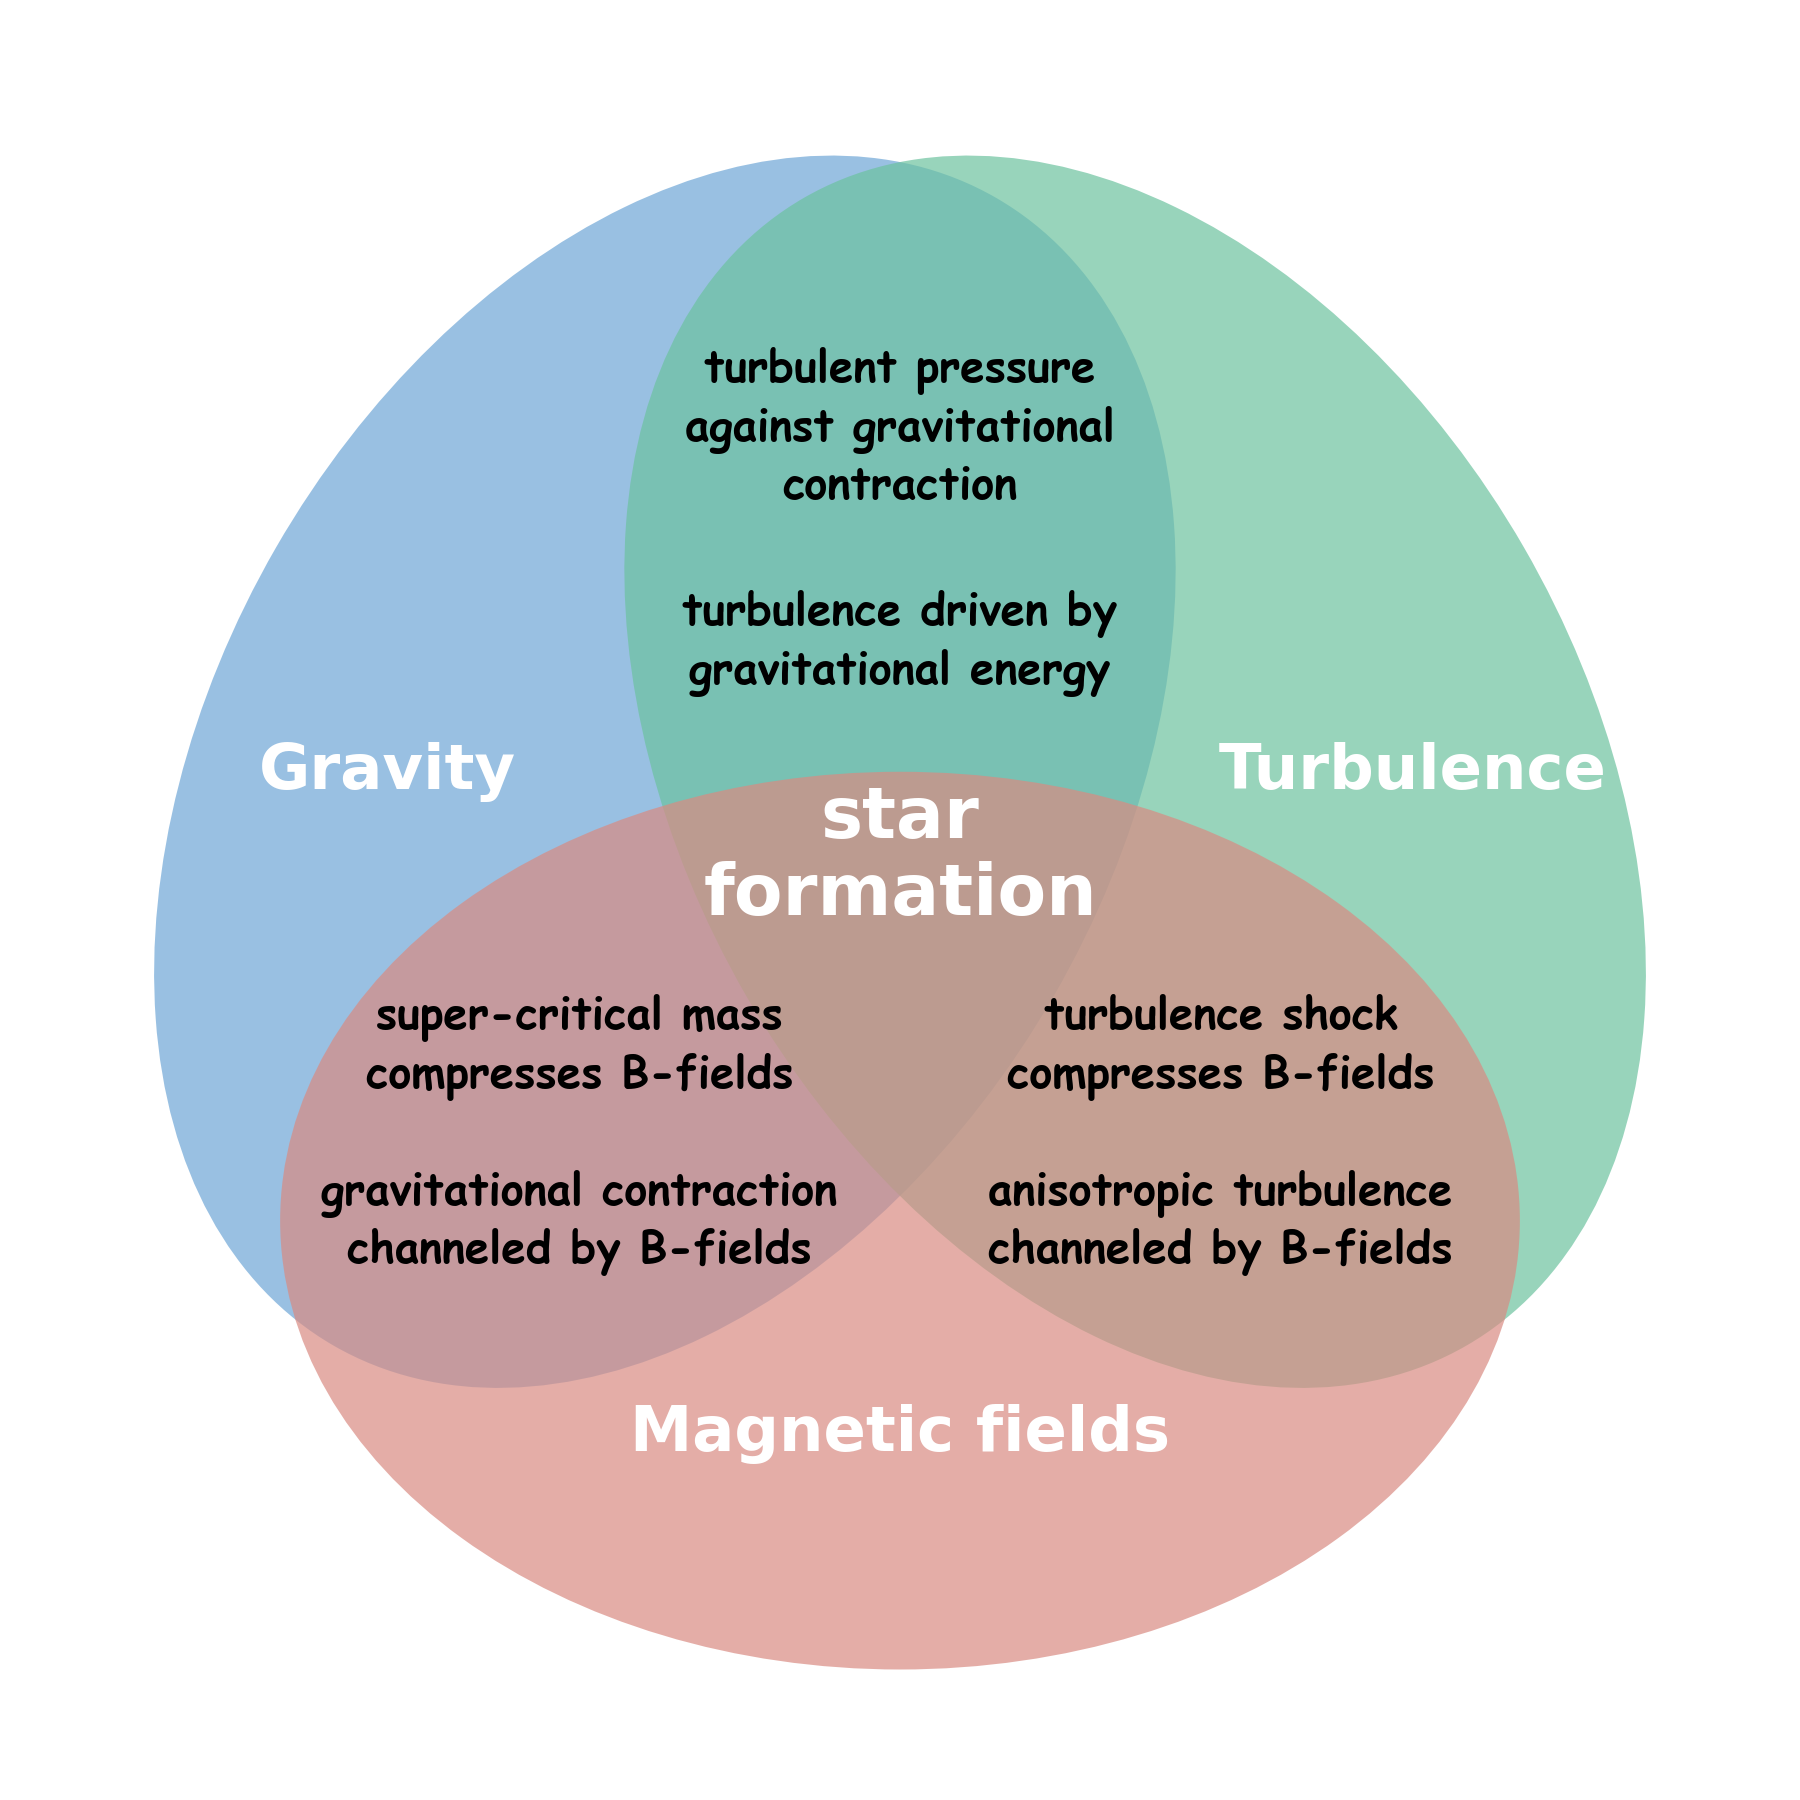 turbulent pressure
against gravitational
contraction
turbulence driven by
gravitational energy
Gravity
Turbulence
star
formation
super-critical mass
compresses B-fields
gravitational contraction
channeled by B-fields
turbulence shock
compresses B-fields
anisotropic turbulence
channeled by B-fields
Magnetic fields